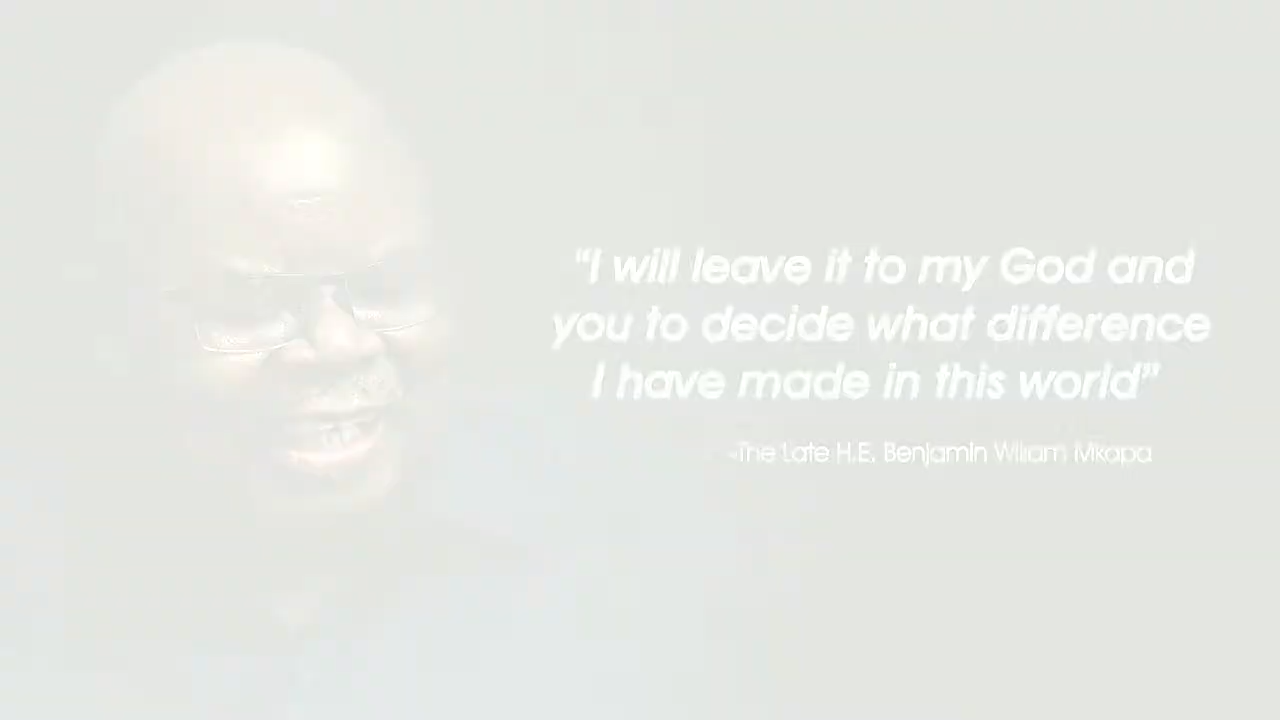 "I will leave it to my God and
you to decide what difference
I have made in this world"
-The Late H.E. Benjamin William Mkapa